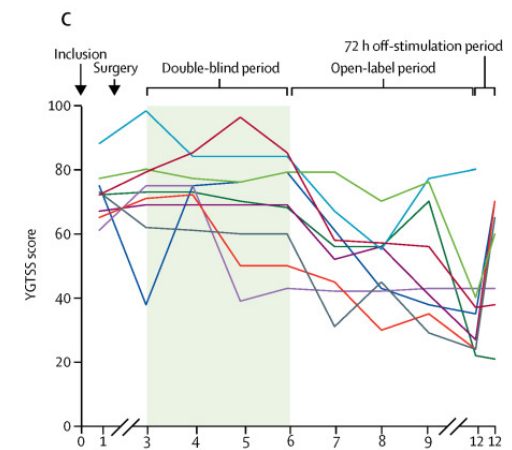 C
72 h off-stimulation period
Inclusion
Surgery
Double-blind period
Open-label period
100
80
60
40
20
0
YGTSS score
0 1 3 4 5 6 7 8 9 12 12